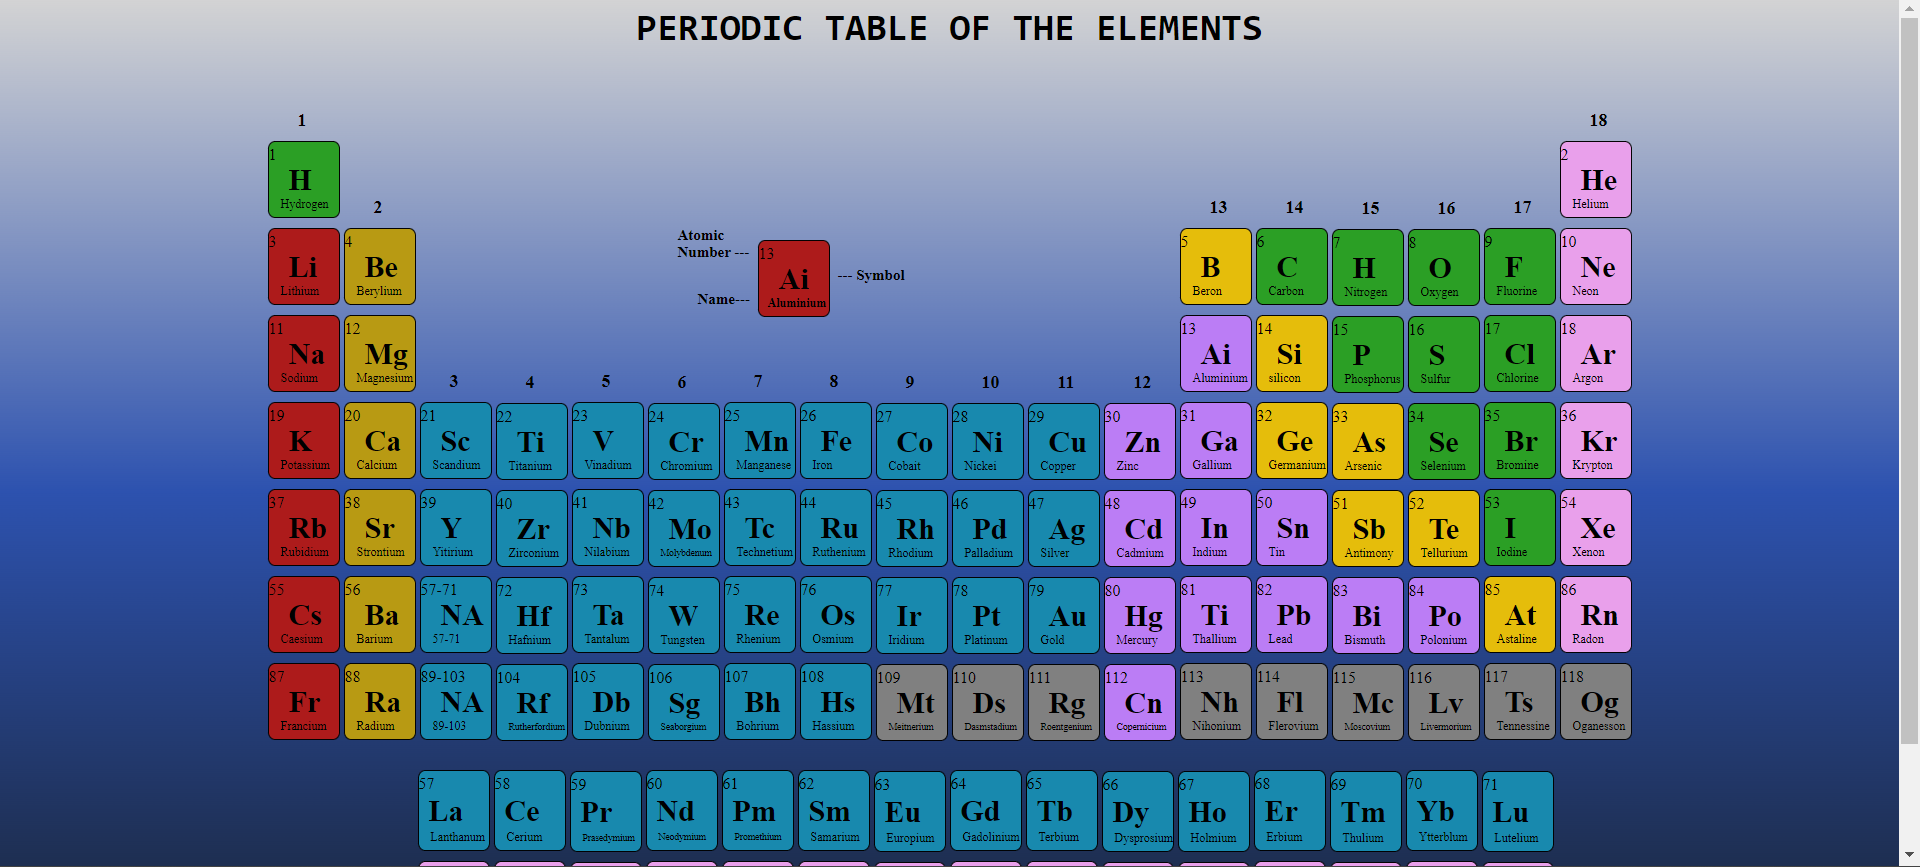 PERIODIC TABLE OF THE ELEMENTS
1 18
1 2
H He
Hydrogen Helium
2 13 14 15 16 17
3 4 5 6 7 8 9 10
Li Be B C H O F Ne
Lithium Berylium Beron Carbon Nitrogen Oxygen Fluorine Neon
Atomic
Number --- 13
Ai --- Symbol
Name--- Aluminium
11 12 13 14 15 16 17 18
Na Mg Ai Si P S Cl Ar
Sodium Magnesium Aluminium silicon Phosphorus Sulfur Chlorine Argon
3 4 5 6 7 8 9 10 11 12
19 20 21 22 23 24 25 26 27 28 29 30 31 32 33 34 35 36
K Ca Sc Ti V Cr Mn Fe Co Ni Cu Zn Ga Ge As Se Br Kr
Potassium Calcium Scandium Titanium Vinadium Chromium Manganese Iron Cobait Nickei Copper Zinc Gallium Germanium Arsenic Selenium Bromine Krypton
37 38 39 40 41 42 43 44 45 46 47 48 49 50 51 52 53 54
Rb Sr Y Zr Nb Mo Tc Ru Rh Pd Ag Cd In Sn Sb Te I Xe
Rubidium Strontium Yitirium Zirconium Nilabium Molybdenum Technetium Ruthenium Rhodium Palladium Silver Cadmium Indium Tin Antimony Tellurium Iodine Xenon
55 56 57-71 72 73 74 75 76 77 78 79 80 81 82 83 84 85 86
Cs Ba NA Hf Ta W Re Os Ir Pt Au Hg Ti Pb Bi Po At Rn
Caesium Barium 57-71 Hafnium Tantalum Tungsten Rhenium Osmium Iridium Platinum Gold Mercury Thallium Lead Bismuth Polonium Astaline Radon
87 88 89-103 104 105 106 107 108 109 110 111 112 113 114 115 116 117 118
Fr Ra NA Rf Db Sg Bh Hs Mt Ds Rg Cn Nh Fl Mc Lv Ts Og
Francium Radium 89-103 Rutherfordium Dubnium Seaborgium Bohrium Hassium Meitnerium Dasmstadium Roentgenium Copernicium Nihonium Flerovium Moscovium Livermorium Tennessine Oganesson
57 58 59 60 61 62 63 64 65 66 67 68 69 70 71
La Ce Pr Nd Pm Sm Eu Gd Tb Dy Ho Er Tm Yb Lu
Lanthanum Cerium Prasedymium Neodymium Promethium Samarium Europium Gadolinium Terbium Dysprosium Holmium Erbium Thulium Ytterblum Lutelium